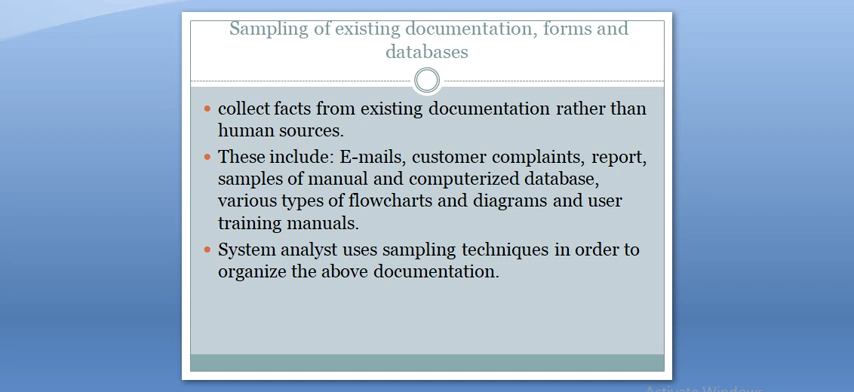 Sampling of existing documentation, forms and
databases
• collect facts from existing documentation rather than
human sources.
• These include: E-mails, customer complaints, report,
samples of manual and computerized database,
various types of flowcharts and diagrams and user
training manuals.
• System analyst uses sampling techniques in order to
organize the above documentation.
Activate Windows